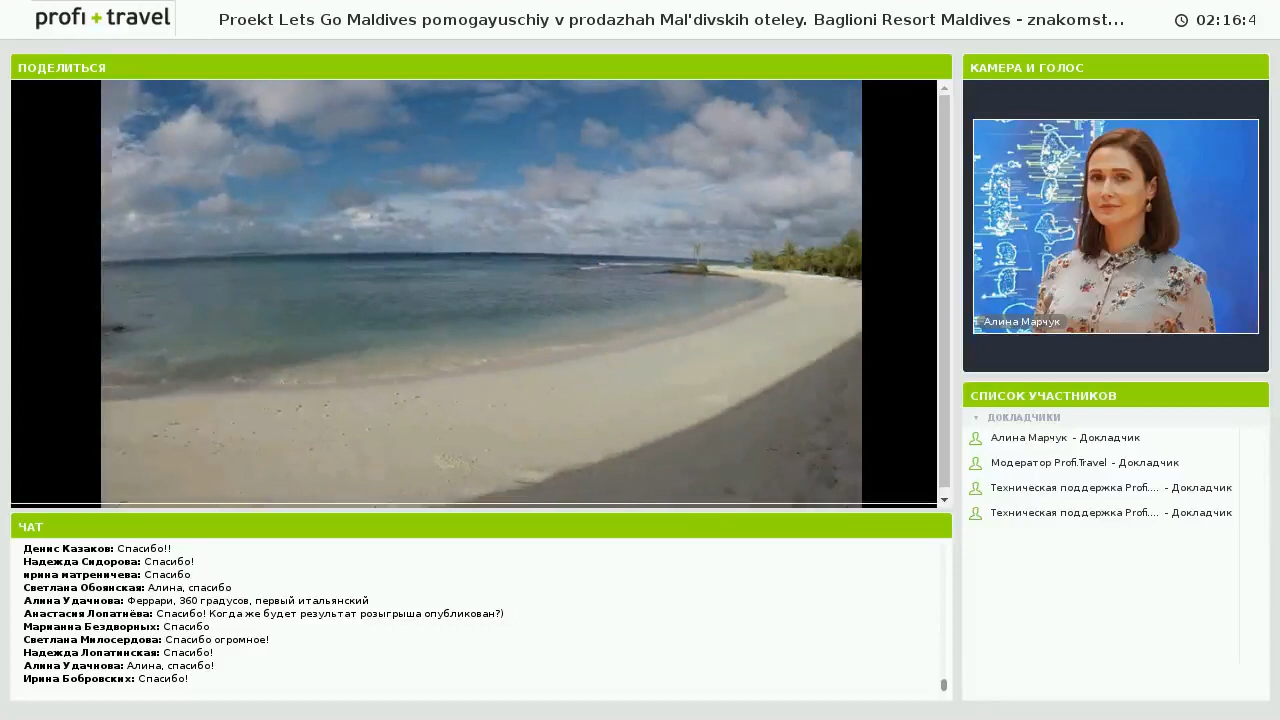 profi + travel
Proekt Lets Go Maldives pomogayuschiy v prodazhah Mal'divskih oteley. Baglioni Resort Maldives - znakomst...
02:16:4
ПОДЕЛИТЬСЯ
КАМЕРА И ГОЛОС
Алина Марчук
СПИСОК УЧАСТНИКОВ
ДОКЛАДЧИКИ
Алина Марчук - Докладчик
Модератор Profi.Travel - Докладчик
Техническая поддержка Profi.... - Докладчик
Техническая поддержка Profi.... - Докладчик
ЧАТ
Денис Казаков: Спасибо!!
Надежда Сидорова: Спасибо!
ирина матреничева: Спасибо
Светлана Обоянская: Алина, спасибо
Алина Удачнова: Феррари, 360 градусов, первый итальянский
Анастасия Лопатнёва: Спасибо! Когда же будет результат розыгрыша опубликован?)
Марианна Бездворных: Спасибо
Светлана Милосердова: Спасибо огромное!
Надежда Лопатинская: Спасибо!
Алина Удачнова: Алина, спасибо!
Ирина Бобровских: Спасибо!